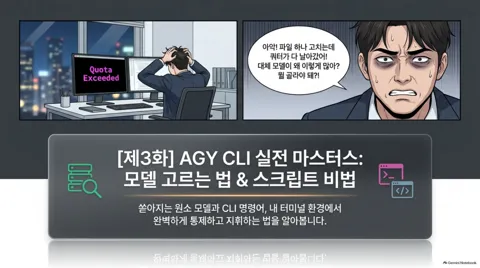 Quota
Exceeded
아악! 파일 하나 고치는데
쿼터가 다 날아갔어!
대체 모델이 왜 이렇게 많아?
뭘 골라야 돼?!
[제3화] AGY CLI 실전 마스터스:
모델 고르는 법 & 스크립트 비법
쏟아지는 원소 모델과 CLI 명령어, 내 터미널 환경에서
완벽하게 통제하고 지휘하는 법을 알아봅니다.